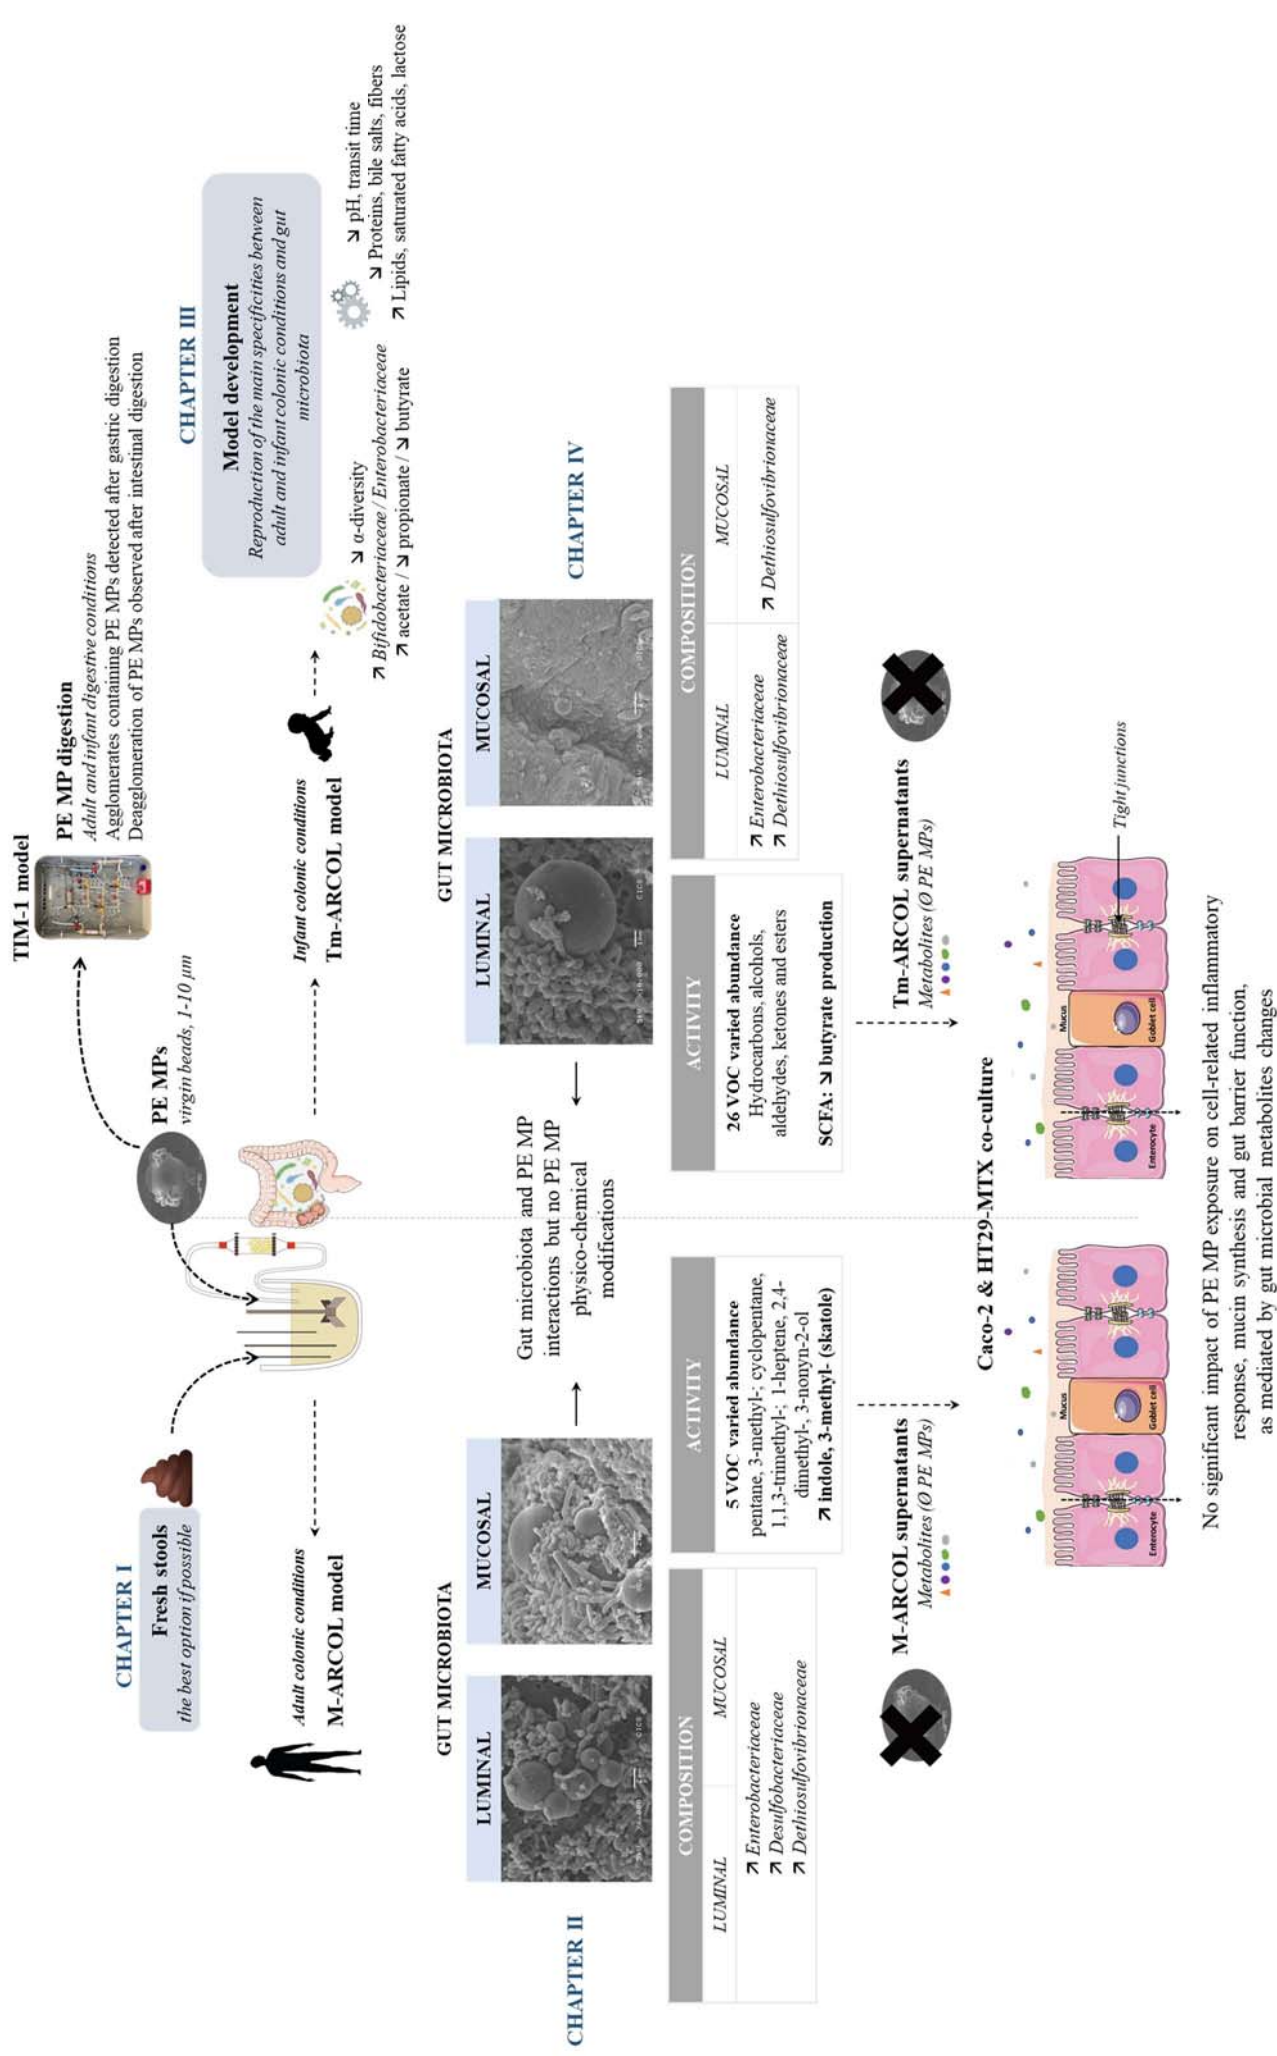 TIM-1 model
PE MP digestion
Adult and infant digestive conditions
Agglomerates containing PE MPs detected after gastric digestion
Deagglomeration of PE MPs observed after intestinal digestion
CHAPTER I
Fresh stools
the best option if possible
PE MPs
virgin beads, 1-10 µm
CHAPTER III
Model development
Reproduction of the main specificities between
adult and infant colonic conditions and gut
microbiota
Adult colonic conditions
M-ARCOL model
Infant colonic conditions
Tm-ARCOL model
↘ α-diversity
↗ Bifidobacteriaceae / Enterobacteriaceae
↗ acetate / ↘ propionate / ↘ butyrate
↘ pH, transit time
↘ Proteins, bile salts, fibers
↗ Lipids, saturated fatty acids, lactose
CHAPTER II
GUT MICROBIOTA
LUMINAL
MUCOSAL
Gut microbiota and PE MP
interactions but no PE MP
physico-chemical
modifications
GUT MICROBIOTA
LUMINAL
MUCOSAL
CHAPTER IV
COMPOSITION
LUMINAL
MUCOSAL
↗ Enterobacteriaceae
↗ Desulfobacteriaceae
↗ Dethiosulfovibrionaceae
ACTIVITY
5 VOC varied abundance
pentane, 3-methyl-; cyclopentane,
1,1,3-trimethyl-; 1-heptene, 2,4-
dimethyl-, 3-nonyn-2-ol
↗ indole, 3-methyl- (skatole)
ACTIVITY
26 VOC varied abundance
Hydrocarbons, alcohols,
aldehydes, ketones and esters
SCFA: ↘ butyrate production
COMPOSITION
LUMINAL
MUCOSAL
↗ Enterobacteriaceae
↗ Dethiosulfovibrionaceae
↗ Dethiosulfovibrionaceae
M-ARCOL supernatants
Metabolites (Ø PE MPs)
Tm-ARCOL supernatants
Metabolites (Ø PE MPs)
Caco-2 & HT29-MTX co-culture
Mucus
Enterocyte
Goblet cell
Mucus
Enterocyte
Goblet cell
Tight junctions
No significant impact of PE MP exposure on cell-related inflammatory
response, mucin synthesis and gut barrier function,
as mediated by gut microbial metabolites changes